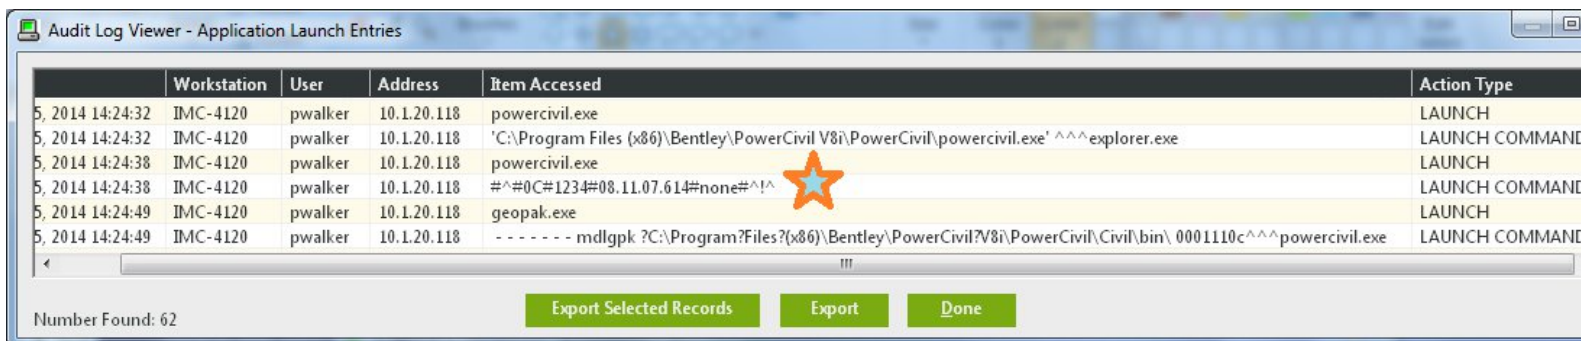 Audit Log Viewer - Application Launch Entries
Workstation User Address Item Accessed Action Type
5, 2014 14:24:32 IMC-4120 pwalker 10.1.20.118 powercivil.exe LAUNCH
5, 2014 14:24:32 IMC-4120 pwalker 10.1.20.118 'C:\Program Files (x86)\Bentley\PowerCivil V8i\PowerCivil\powercivil.exe' ^^^explorer.exe LAUNCH COMMAND
5, 2014 14:24:38 IMC-4120 pwalker 10.1.20.118 powercivil.exe LAUNCH
5, 2014 14:24:38 IMC-4120 pwalker 10.1.20.118 #^#0C#1234#08.11.07.614#none#^!^ LAUNCH COMMAND
5, 2014 14:24:49 IMC-4120 pwalker 10.1.20.118 geopak.exe LAUNCH
5, 2014 14:24:49 IMC-4120 pwalker 10.1.20.118 - - - - - - - mdlgpk ?C:\Program?Files?(x86)\Bentley\PowerCivil?V8i\PowerCivil\Civil\bin\ 0001110c^^^powercivil.exe LAUNCH COMMAND
Export Selected Records Export Done
Number Found: 62